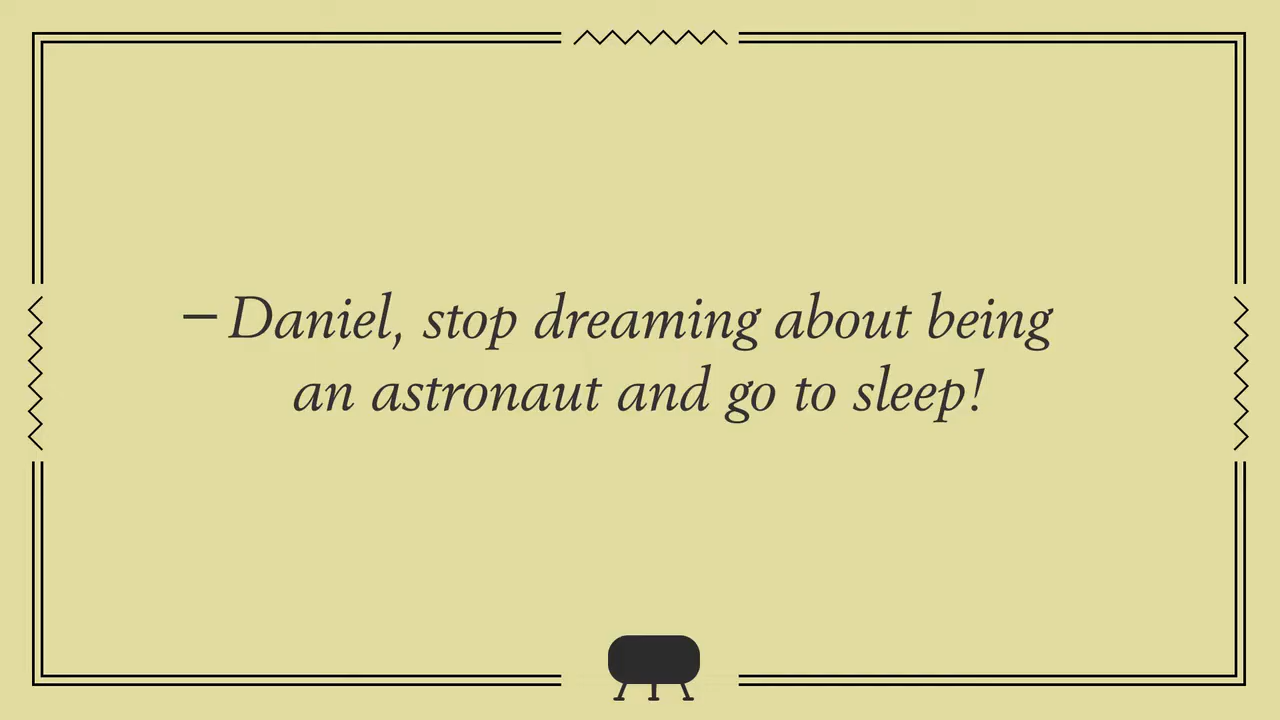 – Daniel, stop dreaming about being
an astronaut and go to sleep!